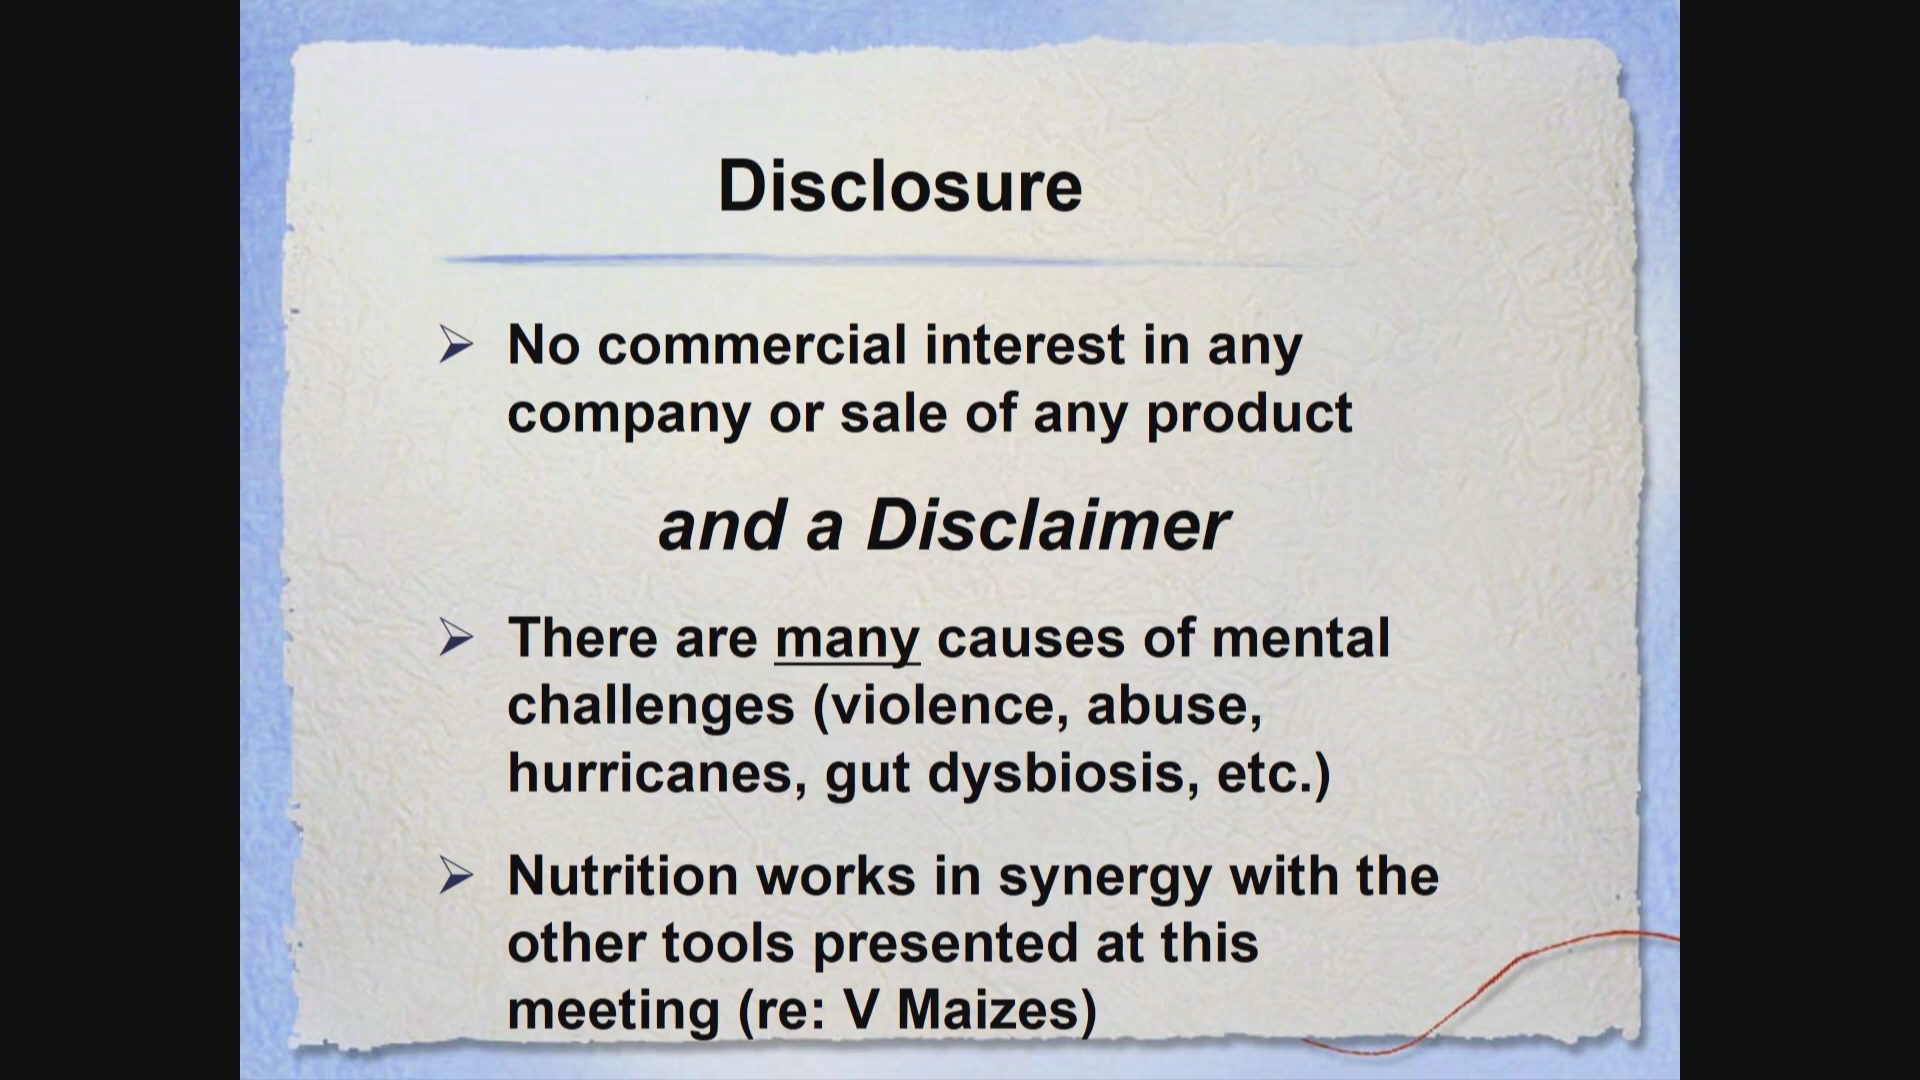 Disclosure
No commercial interest in any
company or sale of any product
and a Disclaimer
There are many causes of mental
challenges (violence, abuse,
hurricanes, gut dysbiosis, etc.)
Nutrition works in synergy with the
other tools presented at this
meeting (re: V Maizes)